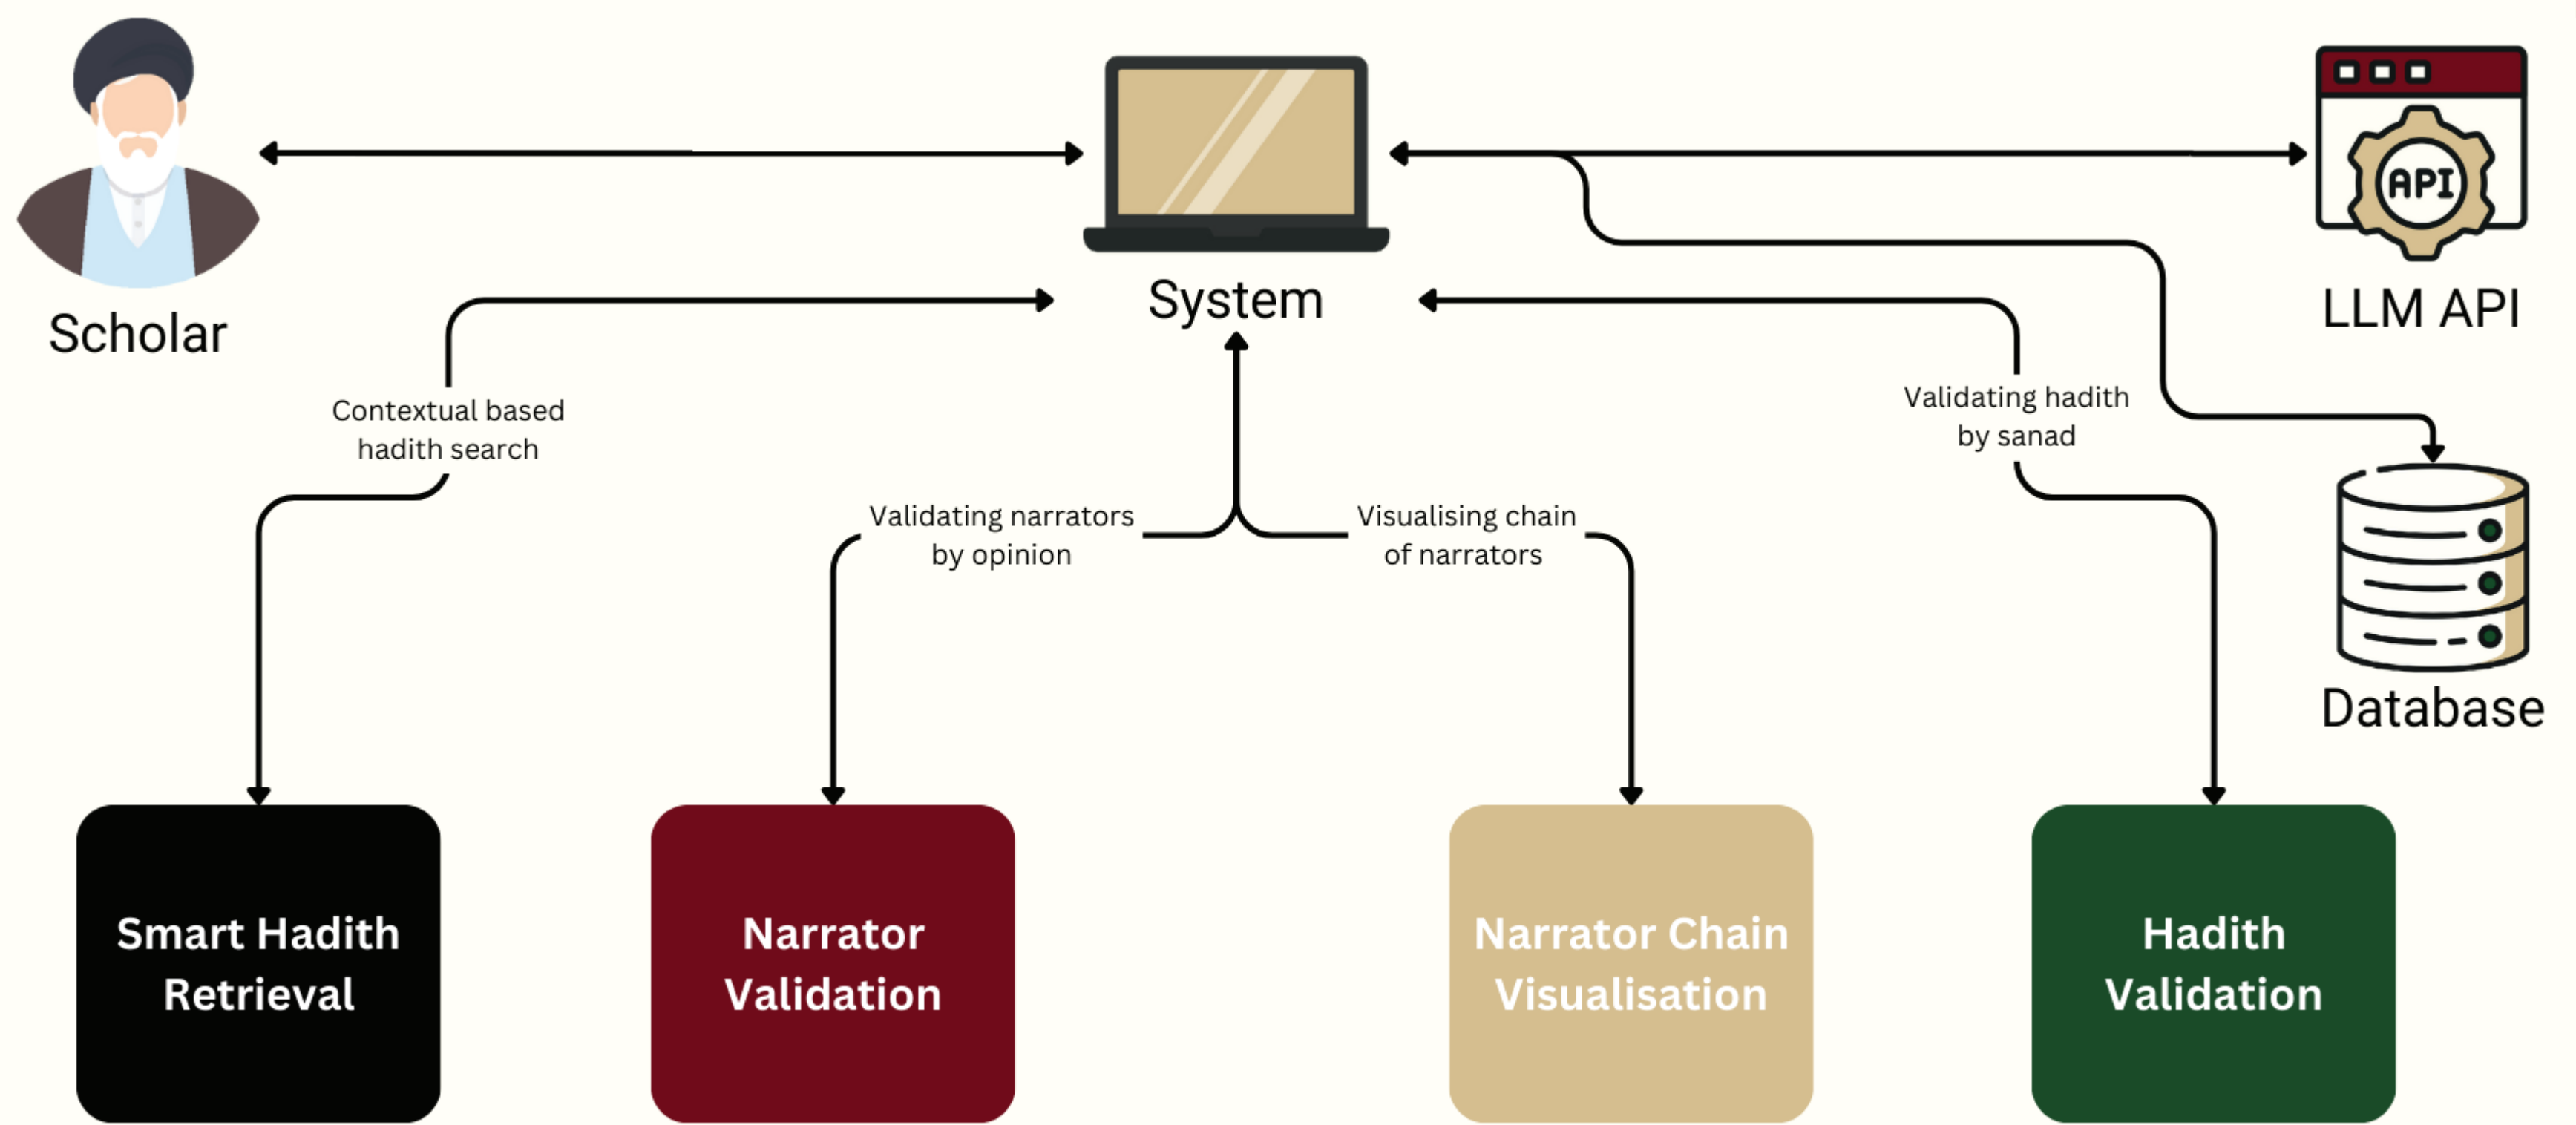 API
Scholar
System
LLM API
Contextual based
hadith search
Validating narrators
by opinion
Visualising chain
of narrators
Validating hadith
by sanad
Database
Smart Hadith
Retrieval
Narrator
Validation
Narrator Chain
Visualisation
Hadith
Validation